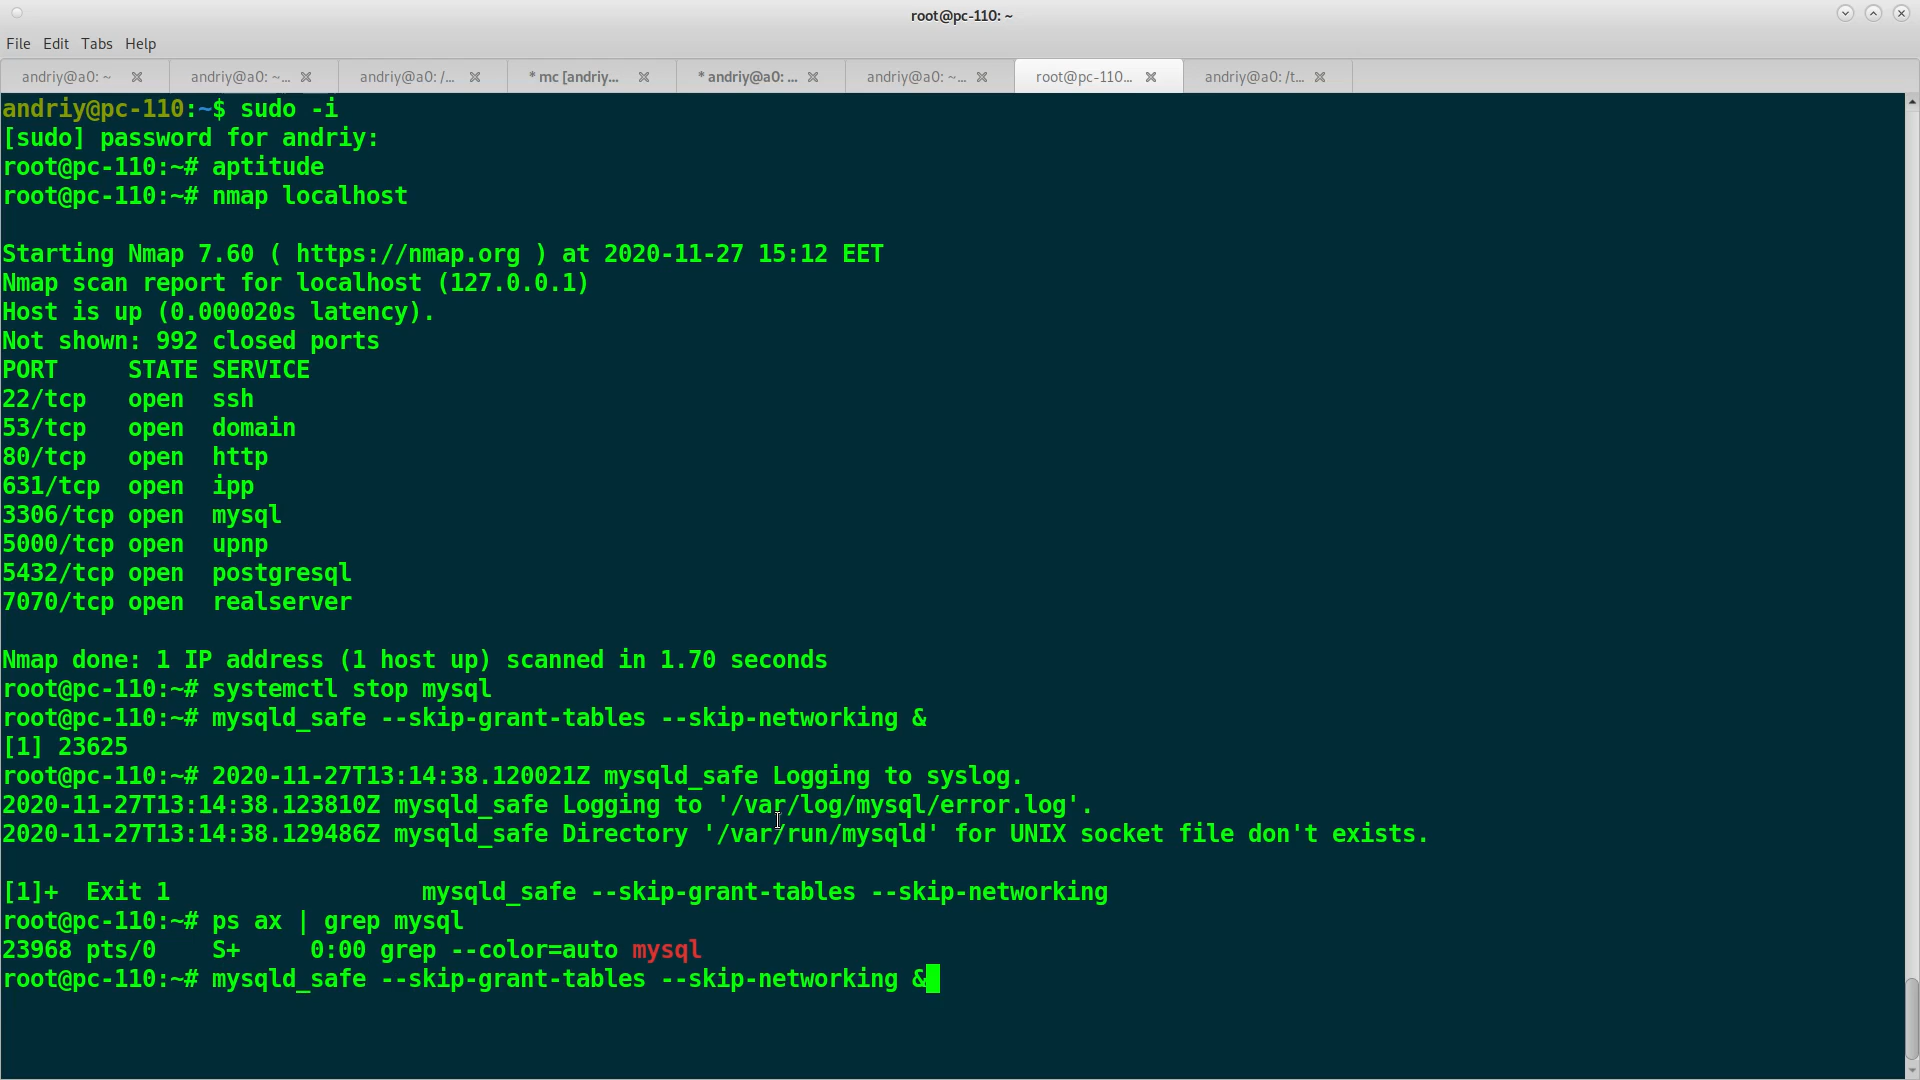 root@pc-110: ~
File Edit Tabs Help
andriy@a0: ~ andriy@a0: ~... andriy@a0: /... * mc [andriy... * andriy@a0: ... andriy@a0: ~... root@pc-110... andriy@a0: /t...
andriy@pc-110:~$ sudo -i
[sudo] password for andriy:
root@pc-110:~# aptitude
root@pc-110:~# nmap localhost
Starting Nmap 7.60 ( https://nmap.org ) at 2020-11-27 15:12 EET
Nmap scan report for localhost (127.0.0.1)
Host is up (0.000020s latency).
Not shown: 992 closed ports
PORT     STATE SERVICE
22/tcp   open  ssh
53/tcp   open  domain
80/tcp   open  http
631/tcp  open  ipp
3306/tcp open  mysql
5000/tcp open  upnp
5432/tcp open  postgresql
7070/tcp open  realserver
Nmap done: 1 IP address (1 host up) scanned in 1.70 seconds
root@pc-110:~# systemctl stop mysql
root@pc-110:~# mysqld_safe --skip-grant-tables --skip-networking &
[1] 23625
root@pc-110:~# 2020-11-27T13:14:38.120021Z mysqld_safe Logging to syslog.
2020-11-27T13:14:38.123810Z mysqld_safe Logging to '/var/log/mysql/error.log'.
2020-11-27T13:14:38.129486Z mysqld_safe Directory '/var/run/mysqld' for UNIX socket file don't exists.
[1]+  Exit 1                  mysqld_safe --skip-grant-tables --skip-networking
root@pc-110:~# ps ax | grep mysql
23968 pts/0    S+     0:00 grep --color=auto mysql
root@pc-110:~# mysqld_safe --skip-grant-tables --skip-networking &